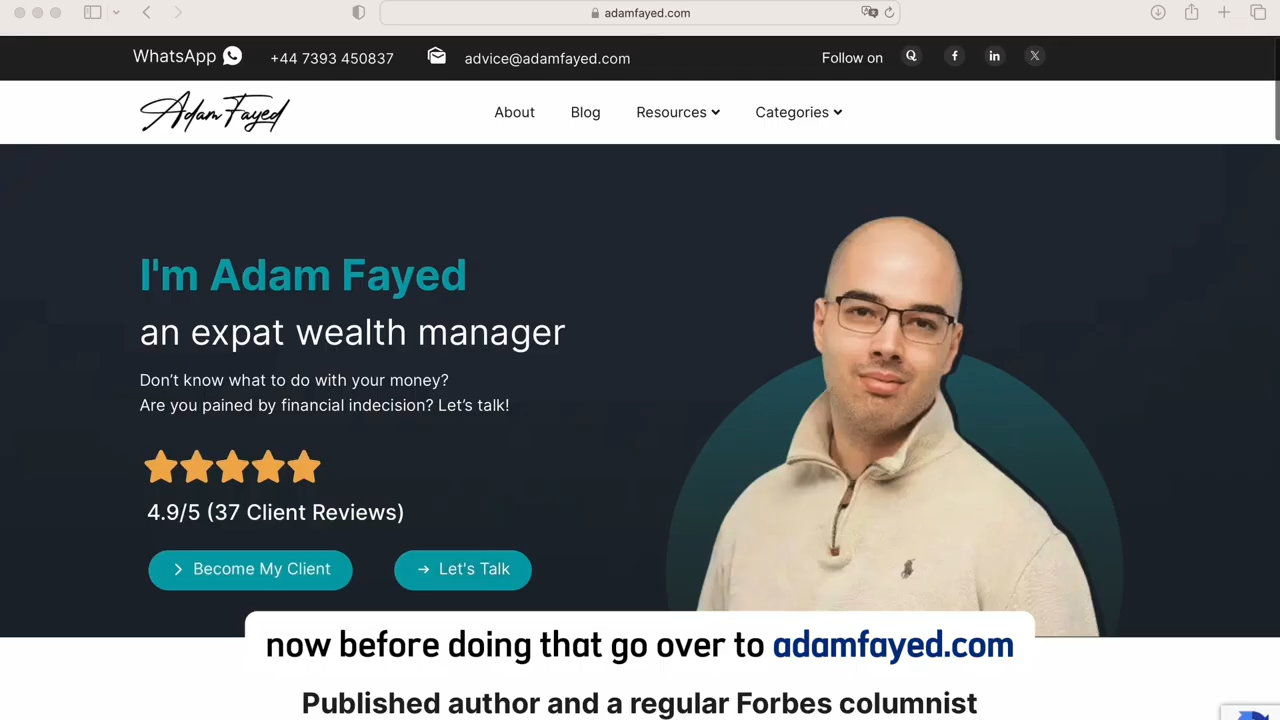 adamfayed.com
WhatsApp +44 7393 450837 advice@adamfayed.com Follow on
Adam Fayed About Blog Resources Categories
I'm Adam Fayed
an expat wealth manager
Don’t know what to do with your money?
Are you pained by financial indecision? Let’s talk!
4.9/5 (37 Client Reviews)
Become My Client Let's Talk
now before doing that go over to adamfayed.com
Published author and a regular Forbes columnist